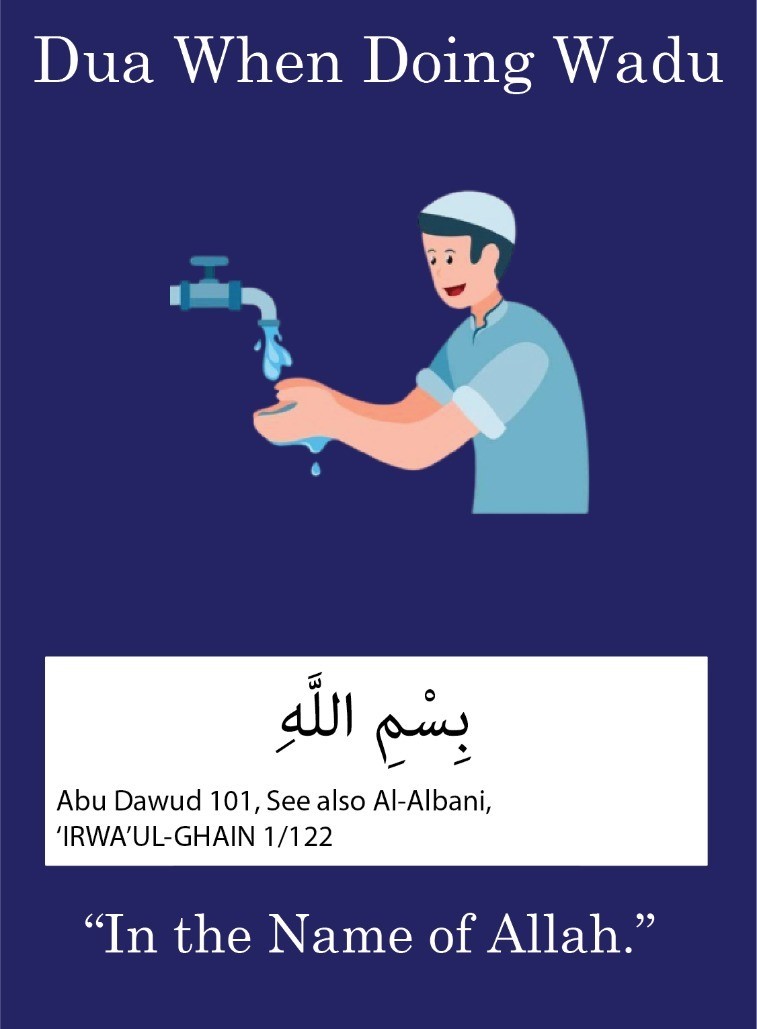 Dua When Doing Wadu
بِسْمِ اللَّهِ
Abu Dawud 101, See also Al-Albani,
‘IRWA’UL-GHAIN 1/122
“In the Name of Allah.”